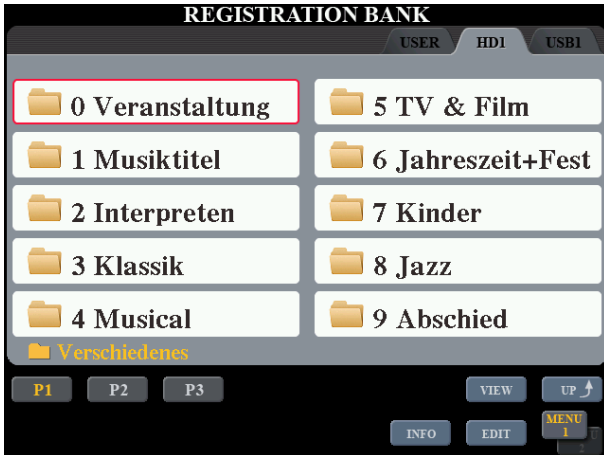 REGISTRATION BANK
USER HD1 USB1
0 Veranstaltung
1 Musiktitel
2 Interpreten
3 Klassik
4 Musical
5 TV & Film
6 Jahreszeit+Fest
7 Kinder
8 Jazz
9 Abschied
Verschiedenes
P1 P2 P3
VIEW UP
INFO EDIT
MENU
1
U
2